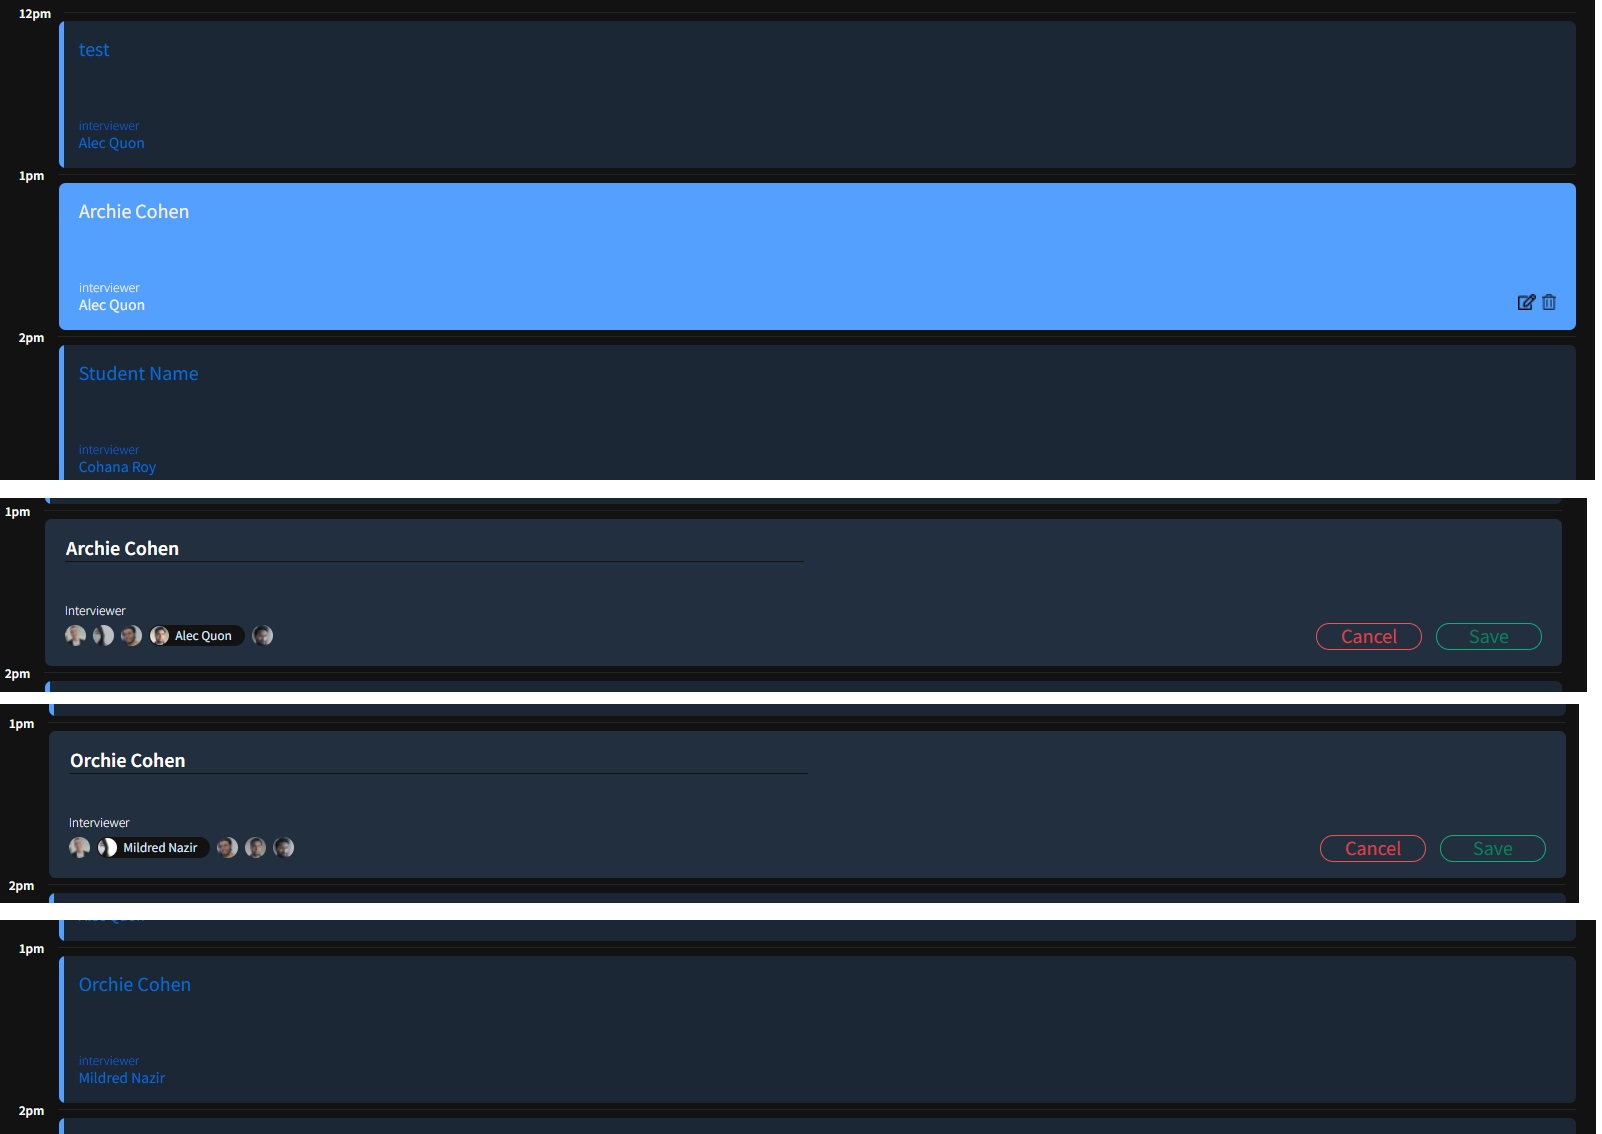 12pm
test
interviewer
Alec Quon
1pm
Archie Cohen
interviewer
Alec Quon
2pm
Student Name
interviewer
Cohana Roy
1pm
Archie Cohen
Interviewer
Alec Quon
Cancel Save
2pm
1pm
Orchie Cohen
Interviewer
Mildred Nazir
Cancel Save
2pm
1pm
Orchie Cohen
interviewer
Mildred Nazir
2pm